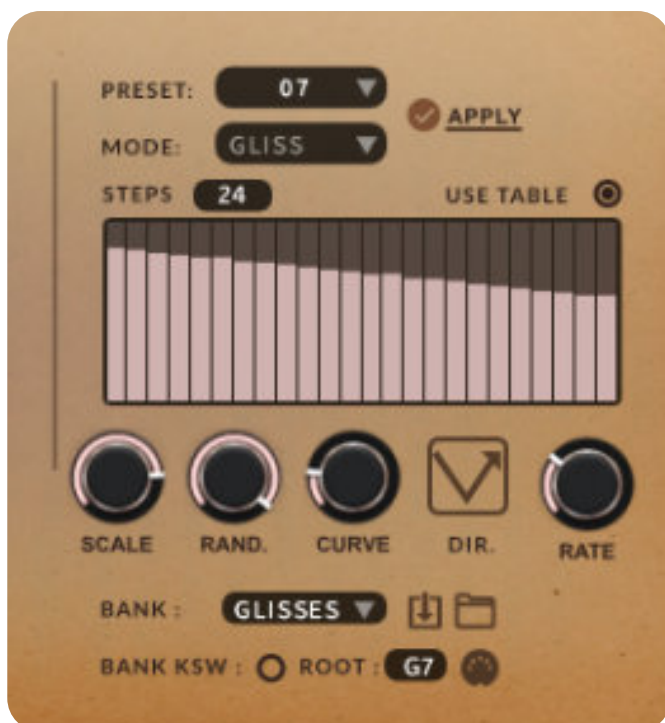 PRESET: 07
APPLY
MODE: GLISS
STEPS 24 USE TABLE
SCALE RAND. CURVE DIR. RATE
BANK : GLISSES
BANK KSW : ROOT : G7